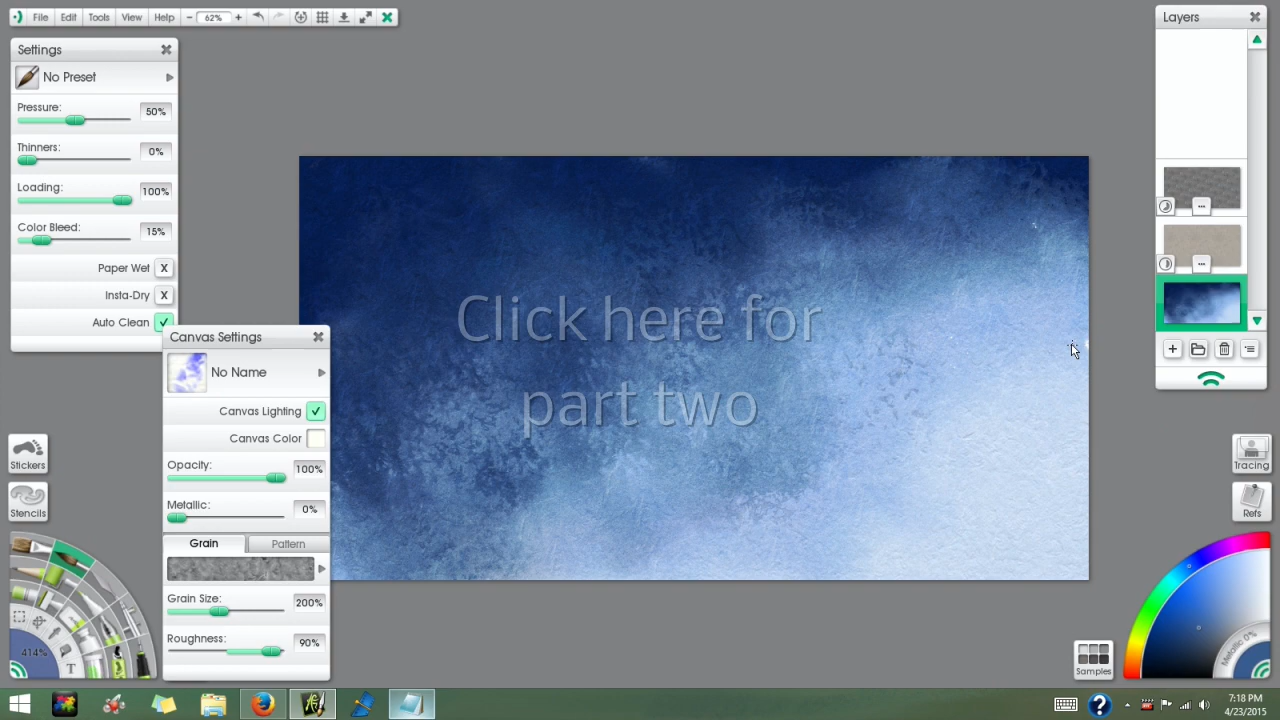 File Edit Tools View Help − 62% +
Settings
No Preset
Pressure: 50%
Thinners: 0%
Loading: 100%
Color Bleed: 15%
Paper Wet X
Insta-Dry X
Auto Clean
Canvas Settings
No Name
Canvas Lighting
Canvas Color
Opacity: 100%
Metallic: 0%
Grain Pattern
Grain Size: 200%
Roughness: 90%
Stickers
Stencils
414%
T
Click here for
part two
Layers
Tracing
Refs
Metallic 0%
Samples
7:18 PM
4/23/2015